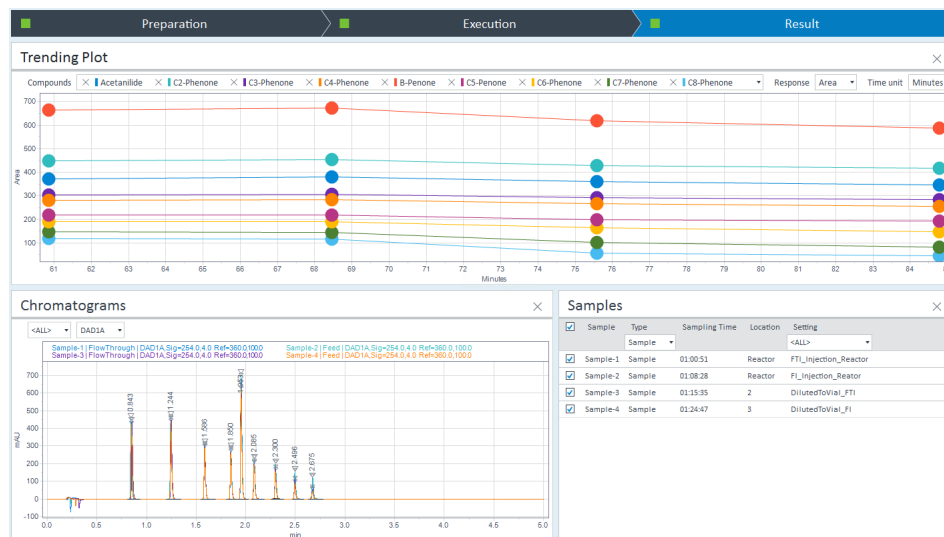 Preparation Execution Result
Trending Plot
Compounds Acetanilide C2-Phenone C3-Phenone C4-Phenone B-Penone C5-Penone C6-Phenone C7-Phenone C8-Phenone Response Area Time unit Minutes
700
600
500
400
300
200
100
Area
61 62 63 64 65 66 67 68 69 70 71 72 73 74 75 76 77 78 79 80 81 82 83 84
Minutes
Chromatograms
<ALL> DAD1A
Sample-1 | FlowThrough | DAD1A,Sig=254.0,4.0 Ref=360.0,100.0 Sample-2 | Feed | DAD1A,Sig=254.0,4.0 Ref=360.0,100.0
Sample-3 | FlowThrough | DAD1A,Sig=254.0,4.0 Ref=360.0,100.0 Sample-4 | Feed | DAD1A,Sig=254.0,4.0 Ref=360.0,100.0
700
600
500
400
300
200
100
0
-100
mAU
0.843
1.244
1.586
1.850
2.085
2.300
2.496
2.675
0.0 0.5 1.0 1.5 2.0 2.5 3.0 3.5 4.0 4.5 5.0
min
Samples
Sample Type Sampling Time Location Setting
Sample <ALL>
Sample-1 Sample 01:00:51 Reactor FTI_Injection_Reactor
Sample-2 Sample 01:08:28 Reactor FI_Injection_Reator
Sample-3 Sample 01:15:35 2 DilutedToVial_FTI
Sample-4 Sample 01:24:47 3 DilutedToVial_FI